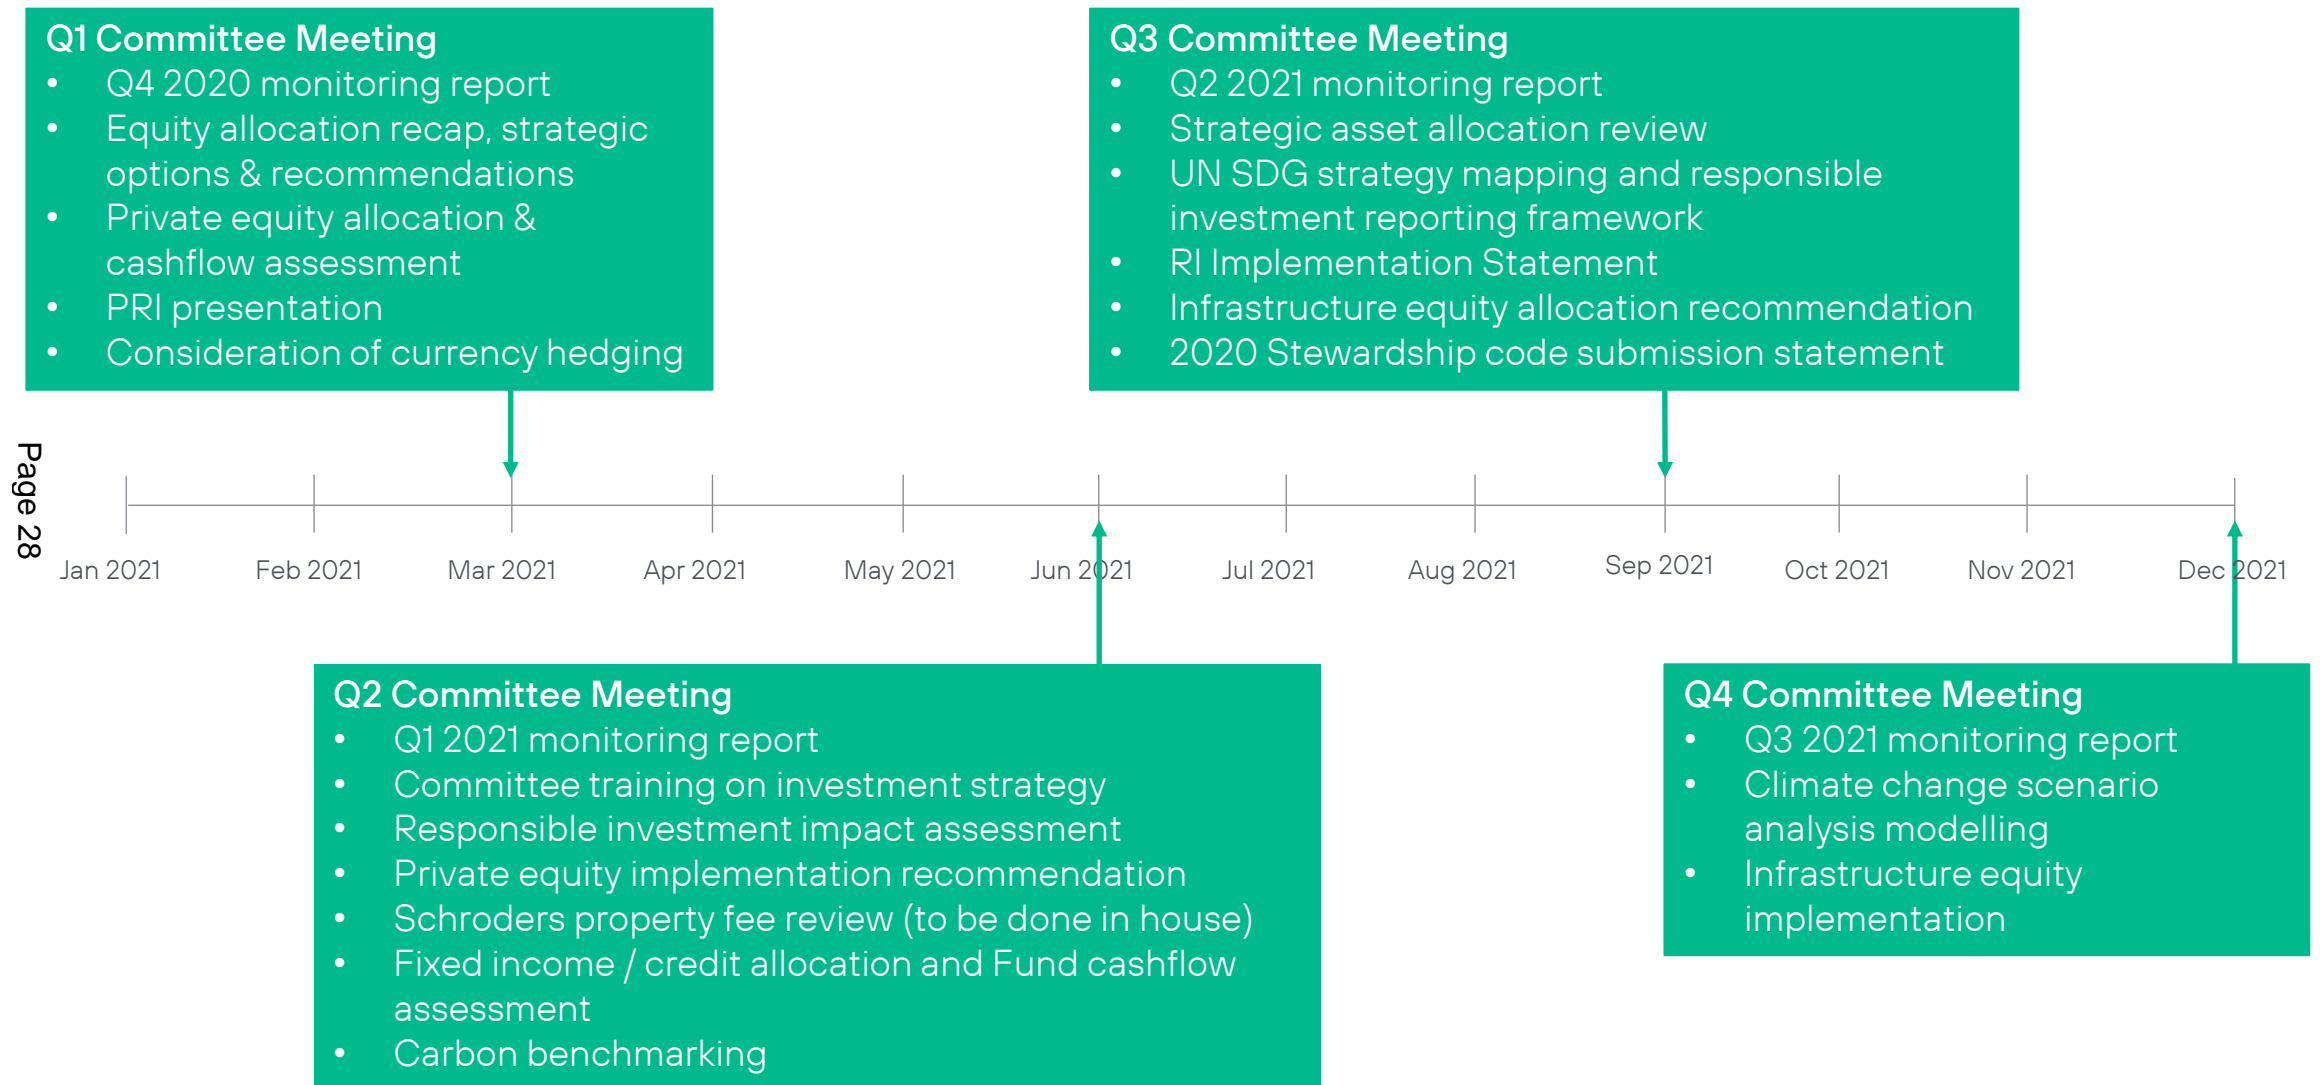 Q1 Committee Meeting
• Q4 2020 monitoring report
• Equity allocation recap, strategic
options & recommendations
• Private equity allocation &
cashflow assessment
• PRI presentation
• Consideration of currency hedging
Q3 Committee Meeting
• Q2 2021 monitoring report
• Strategic asset allocation review
• UN SDG strategy mapping and responsible
investment reporting framework
• RI Implementation Statement
• Infrastructure equity allocation recommendation
• 2020 Stewardship code submission statement
Page 28
Jan 2021
Feb 2021
Mar 2021
Apr 2021
May 2021
Jun 2021
Jul 2021
Aug 2021
Sep 2021
Oct 2021
Nov 2021
Dec 2021
Q2 Committee Meeting
• Q1 2021 monitoring report
• Committee training on investment strategy
• Responsible investment impact assessment
• Private equity implementation recommendation
• Schroders property fee review (to be done in house)
• Fixed income / credit allocation and Fund cashflow
assessment
• Carbon benchmarking
Q4 Committee Meeting
• Q3 2021 monitoring report
• Climate change scenario
analysis modelling
• Infrastructure equity
implementation